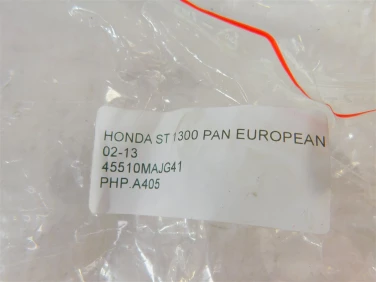 HONDA ST 1300 PAN EUROPEAN
02-13
45510MAJG41
PHP.A405